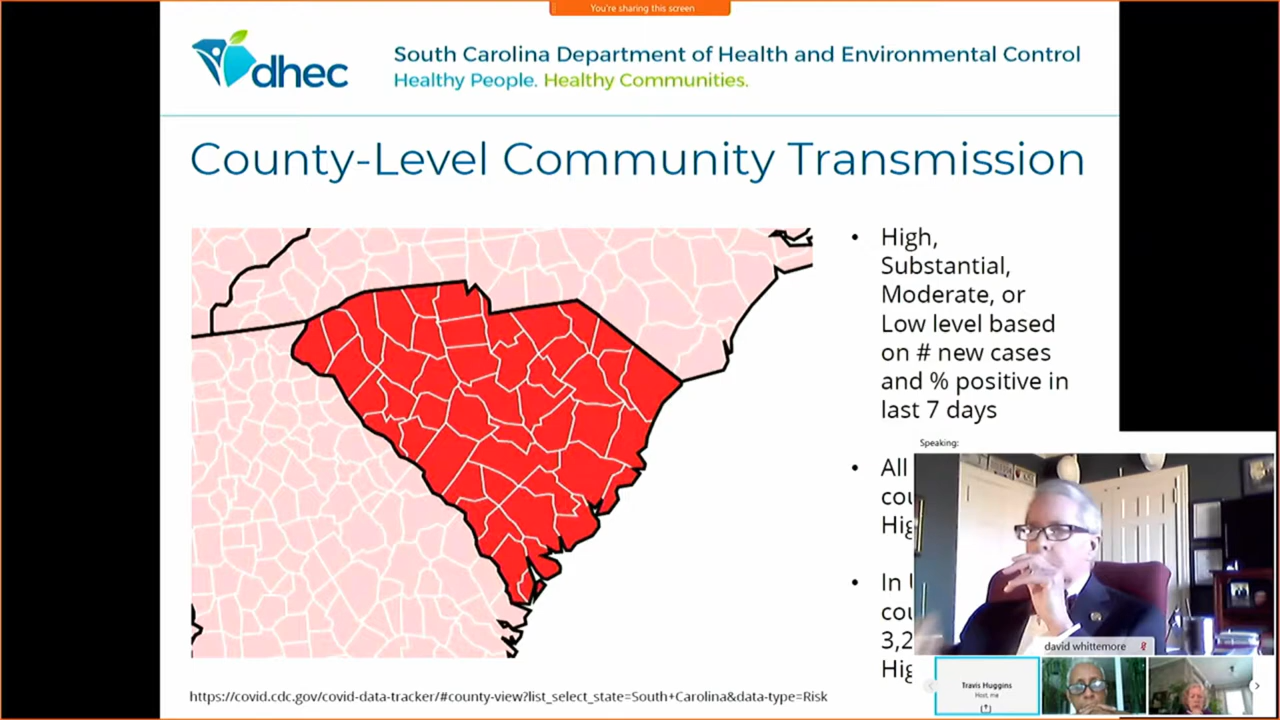 You're sharing this screen
dhec
South Carolina Department of Health and Environmental Control
Healthy People. Healthy Communities.
County-Level Community Transmission
• High,
Substantial,
Moderate, or
Low level based
on # new cases
and % positive in
last 7 days
• All
cou
Hig
• In
cou
3,2
Hig
https://covid.cdc.gov/covid-data-tracker/#county-view?list_select_state=South+Carolina&data-type=Risk
Speaking:
david whittemore
Travis Huggins
Host, me